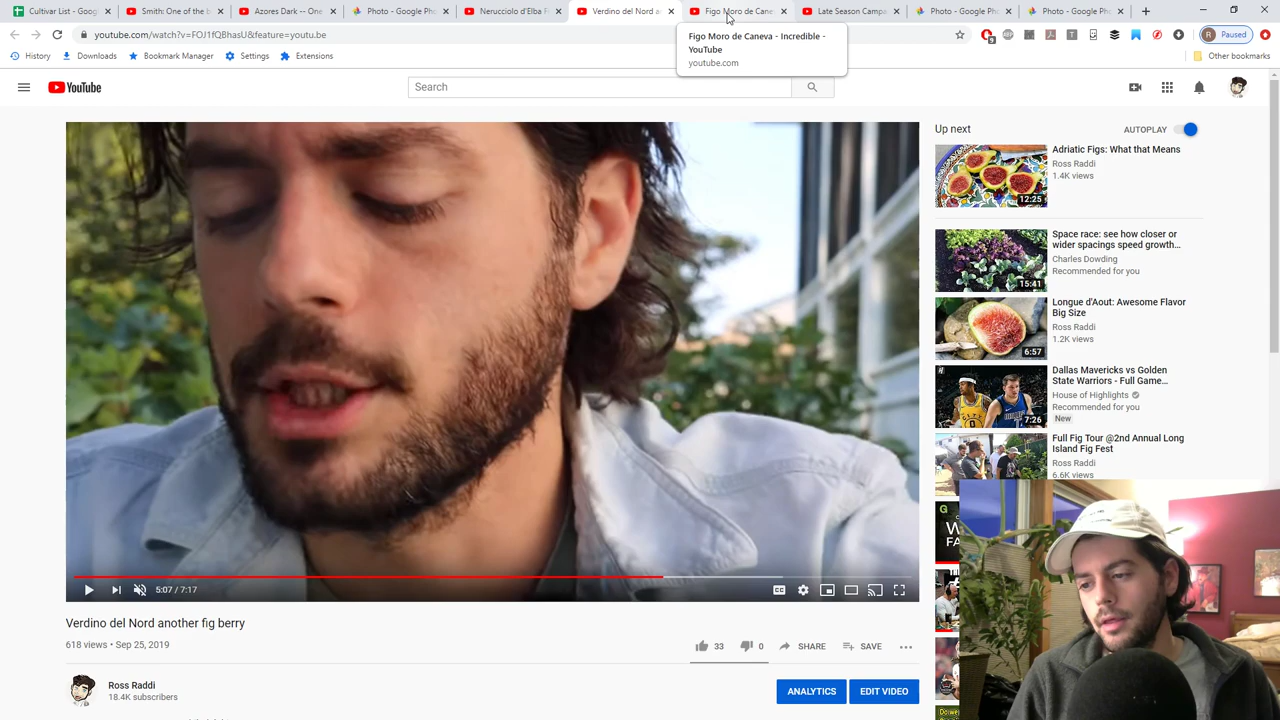 Cultivar List - Goog
Smith: One of the b
Azores Dark -- One
Photo - Google Pho
Nerucciolo d'Elba F
Verdino del Nord a
Figo Moro de Cane
Late Season Campa
Photo - Google Pho
Photo - Google Pho
youtube.com/watch?v=FOJ1fQBhasU&feature=youtu.be
R
Paused
History
Downloads
Bookmark Manager
Settings
Extensions
Other bookmarks
Figo Moro de Caneva - Incredible -
YouTube
youtube.com
YouTube
Search
Up next
AUTOPLAY
Adriatic Figs: What that Means
Ross Raddi
1.4K views
12:25
Space race: see how closer or
wider spacings speed growth...
Charles Dowding
Recommended for you
15:41
Longue d'Aout: Awesome Flavor
Big Size
Ross Raddi
1.2K views
6:57
Dallas Mavericks vs Golden
State Warriors - Full Game...
House of Highlights
Recommended for you
New
7:26
Full Fig Tour @2nd Annual Long
Island Fig Fest
Ross Raddi
6.6K views
5:07 / 7:17
CC
Verdino del Nord another fig berry
618 views • Sep 25, 2019
33
0
SHARE
SAVE
Ross Raddi
18.4K subscribers
ANALYTICS
EDIT VIDEO